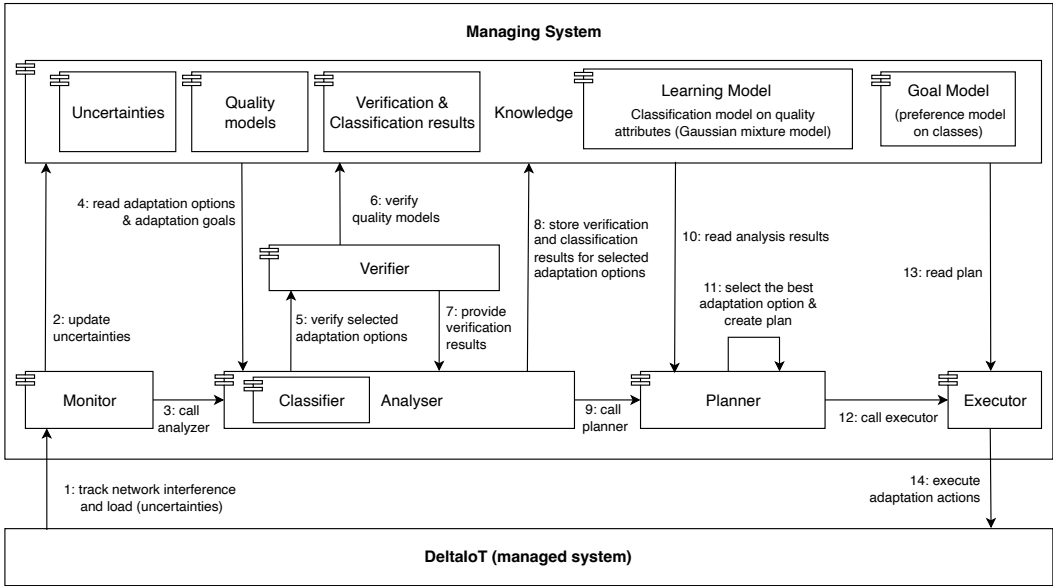 Managing System
Uncertainties
Quality
models
Verification &
Classification results
Knowledge
Learning Model
Classification model on quality
attributes (Gaussian mixture model)
Goal Model
(preference model
on classes)
4: read adaptation options
& adaptation goals
6: verify
quality models
8: store verification
and classification
results for selected
adaptation options
10: read analysis results
13: read plan
Verifier
11: select the best
adaptation option &
create plan
2: update
uncertainties
5: verify selected
adaptation options
7: provide
verification
results
Monitor
3: call
analyzer
Classifier
Analyser
9: call
planner
Planner
12: call executor
Executor
1: track network interference
and load (uncertainties)
14: execute
adaptation actions
DeltaIoT (managed system)